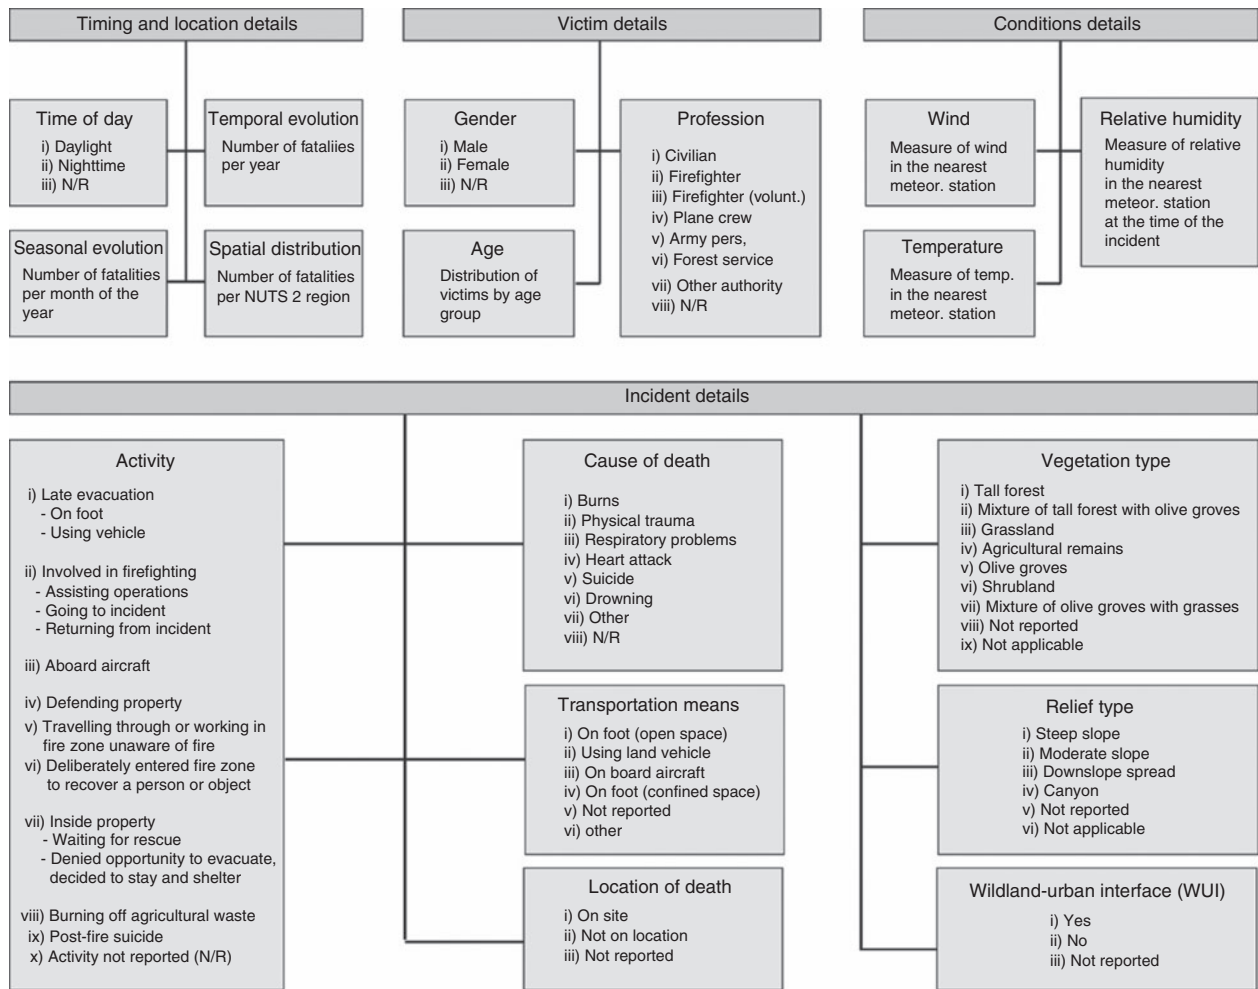 Timing and location details
Time of day
i) Daylight
ii) Nighttime
iii) N/R
Temporal evolution
Number of fataliies
per year
Seasonal evolution
Number of fatalities
per month of the
year
Spatial distribution
Number of fatalities
per NUTS 2 region
Victim details
Gender
i) Male
ii) Female
iii) N/R
Age
Distribution of
victims by age
group
Profession
i) Civilian
ii) Firefighter
iii) Firefighter (volunt.)
iv) Plane crew
v) Army pers,
vi) Forest service
vii) Other authority
viii) N/R
Conditions details
Wind
Measure of wind
in the nearest
meteor. station
Temperature
Measure of temp.
in the nearest
meteor. station
Relative humidity
Measure of relative
humidity
in the nearest
meteor. station
at the time of the
incident
Incident details
Activity
i) Late evacuation
- On foot
- Using vehicle
ii) Involved in firefighting
- Assisting operations
- Going to incident
- Returning from incident
iii) Aboard aircraft
iv) Defending property
v) Travelling through or working in
fire zone unaware of fire
vi) Deliberately entered fire zone
to recover a person or object
vii) Inside property
- Waiting for rescue
- Denied opportunity to evacuate,
decided to stay and shelter
viii) Burning off agricultural waste
ix) Post-fire suicide
x) Activity not reported (N/R)
Cause of death
i) Burns
ii) Physical trauma
iii) Respiratory problems
iv) Heart attack
v) Suicide
vi) Drowning
vii) Other
viii) N/R
Transportation means
i) On foot (open space)
ii) Using land vehicle
iii) On board aircraft
iv) On foot (confined space)
v) Not reported
vi) other
Location of death
i) On site
ii) Not on location
iii) Not reported
Vegetation type
i) Tall forest
ii) Mixture of tall forest with olive groves
iii) Grassland
iv) Agricultural remains
v) Olive groves
vi) Shrubland
vii) Mixture of olive groves with grasses
viii) Not reported
ix) Not applicable
Relief type
i) Steep slope
ii) Moderate slope
iii) Downslope spread
iv) Canyon
v) Not reported
vi) Not applicable
Wildland-urban interface (WUI)
i) Yes
ii) No
iii) Not reported